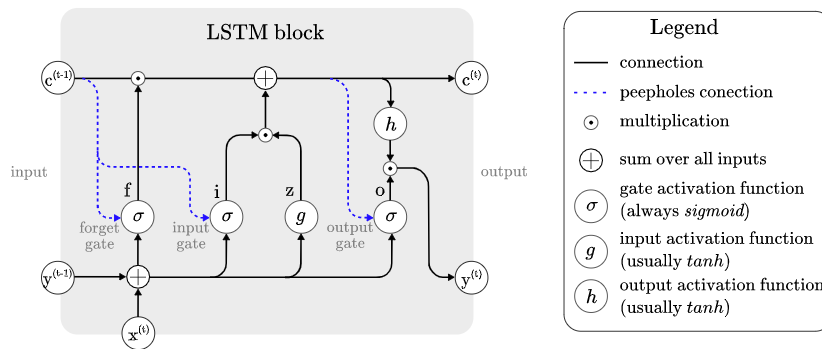 LSTM block
c⁽ᵗ⁻¹⁾
c⁽ᵗ⁾
h
input
output
f
i
z
o
σ
σ
g
σ
forget
gate
input
gate
output
gate
y⁽ᵗ⁻¹⁾
y⁽ᵗ⁾
x⁽ᵗ⁾
Legend
connection
peepholes conection
multiplication
sum over all inputs
σ gate activation function
(always sigmoid)
g input activation function
(usually tanh)
h output activation function
(usually tanh)